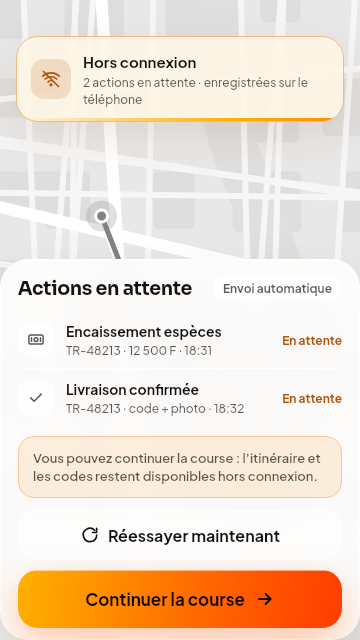 Hors connexion
2 actions en attente · enregistrées sur le
téléphone
Actions en attente
Envoi automatique
Encaissement espèces
En attente
TR-48213 · 12 500 F · 18:31
Livraison confirmée
En attente
TR-48213 · code + photo · 18:32
Vous pouvez continuer la course : l'itinéraire et
les codes restent disponibles hors connexion.
Réessayer maintenant
Continuer la course